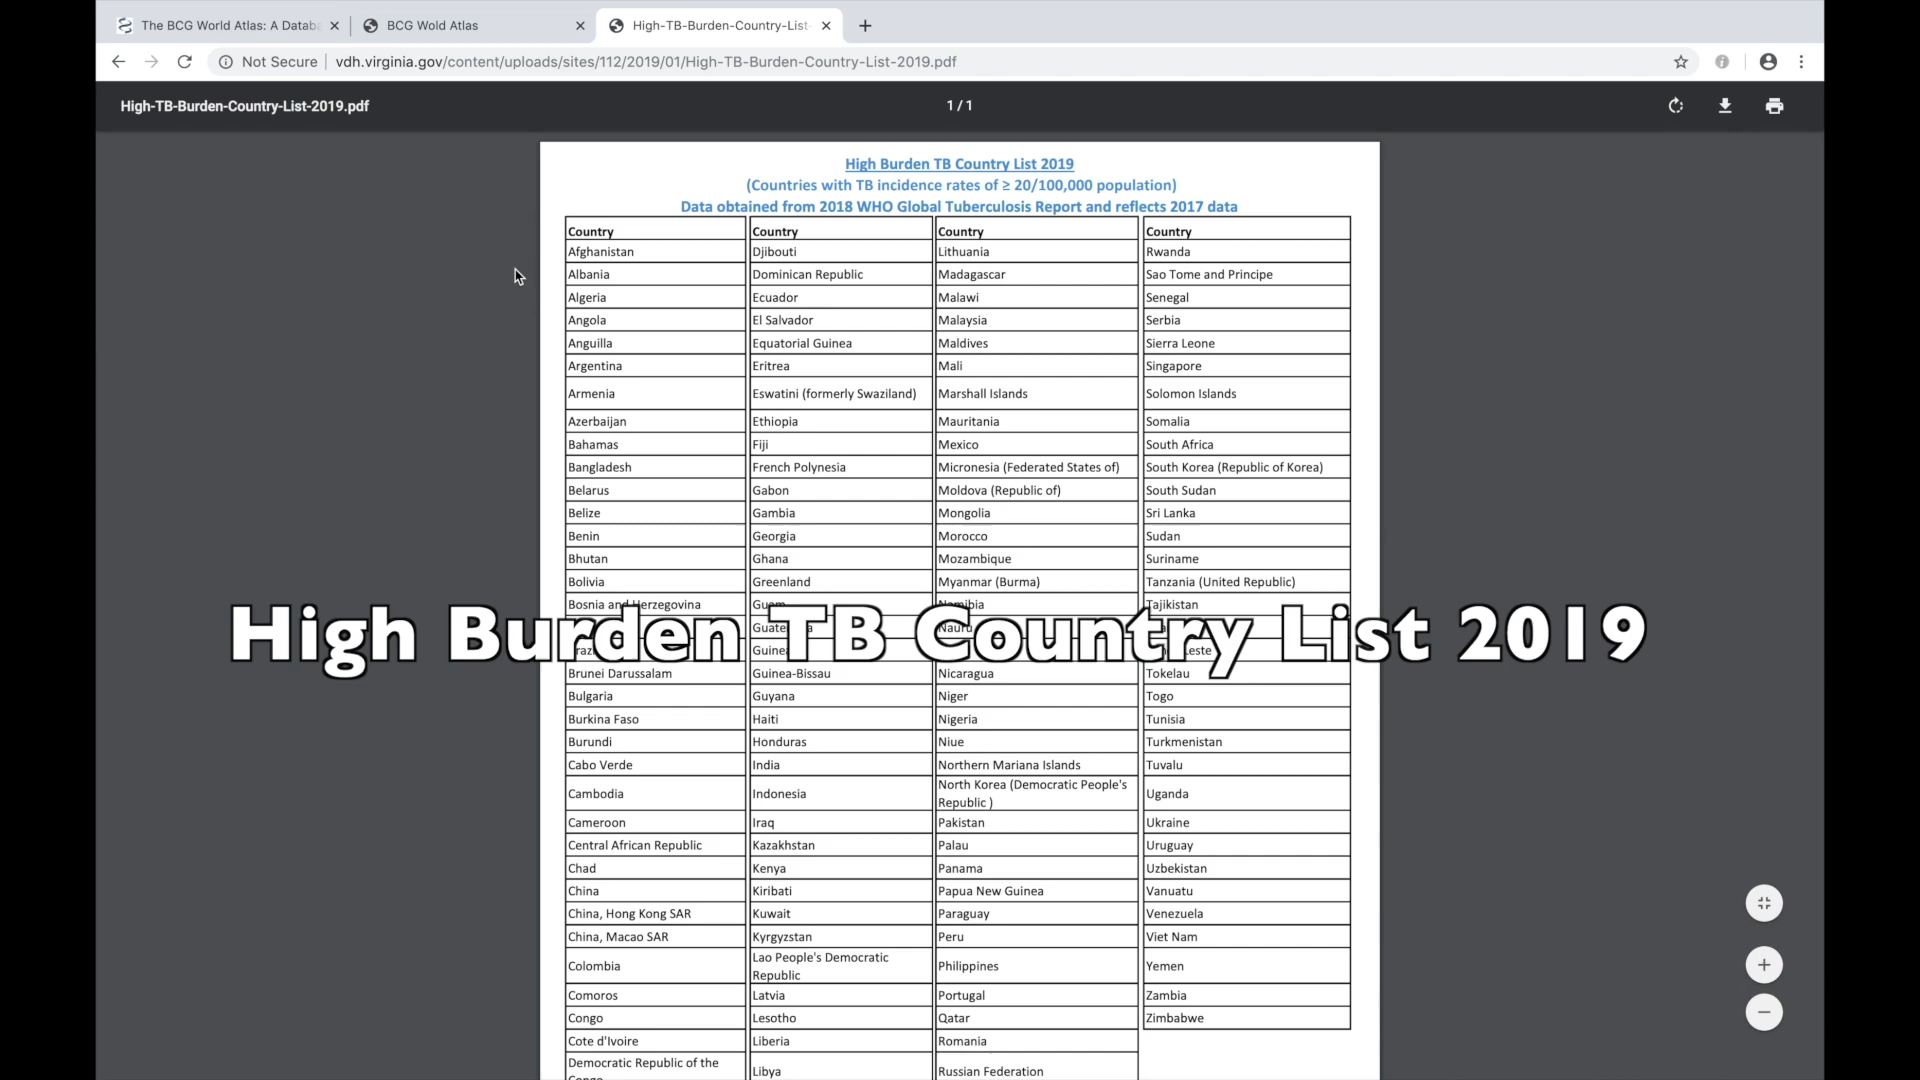 The BCG World Atlas: A Databa
BCG Wold Atlas
High-TB-Burden-Country-List-
Not Secure
vdh.virginia.gov/content/uploads/sites/112/2019/01/High-TB-Burden-Country-List-2019.pdf
High-TB-Burden-Country-List-2019.pdf
1 / 1
High Burden TB Country List 2019
(Countries with TB incidence rates of ≥ 20/100,000 population)
Data obtained from 2018 WHO Global Tuberculosis Report and reflects 2017 data
Country Country Country Country
Afghanistan Djibouti Lithuania Rwanda
Albania Dominican Republic Madagascar Sao Tome and Principe
Algeria Ecuador Malawi Senegal
Angola El Salvador Malaysia Serbia
Anguilla Equatorial Guinea Maldives Sierra Leone
Argentina Eritrea Mali Singapore
Armenia Eswatini (formerly Swaziland) Marshall Islands Solomon Islands
Azerbaijan Ethiopia Mauritania Somalia
Bahamas Fiji Mexico South Africa
Bangladesh French Polynesia Micronesia (Federated States of) South Korea (Republic of Korea)
Belarus Gabon Moldova (Republic of) South Sudan
Belize Gambia Mongolia Sri Lanka
Benin Georgia Morocco Sudan
Bhutan Ghana Mozambique Suriname
Bolivia Greenland Myanmar (Burma) Tanzania (United Republic)
Bosnia and Herzegovina Guam Namibia Tajikistan
High Burden TB Country List 2019
Brunei Darussalam Guinea-Bissau Nicaragua Tokelau
Bulgaria Guyana Niger Togo
Burkina Faso Haiti Nigeria Tunisia
Burundi Honduras Niue Turkmenistan
Cabo Verde India Northern Mariana Islands Tuvalu
Cambodia Indonesia North Korea (Democratic People's
Republic ) Uganda
Cameroon Iraq Pakistan Ukraine
Central African Republic Kazakhstan Palau Uruguay
Chad Kenya Panama Uzbekistan
China Kiribati Papua New Guinea Vanuatu
China, Hong Kong SAR Kuwait Paraguay Venezuela
China, Macao SAR Kyrgyzstan Peru Viet Nam
Colombia Lao People's Democratic
Republic Philippines Yemen
Comoros Latvia Portugal Zambia
Congo Lesotho Qatar Zimbabwe
Cote d'Ivoire Liberia Romania
Democratic Republic of the
Libya Russian Federation